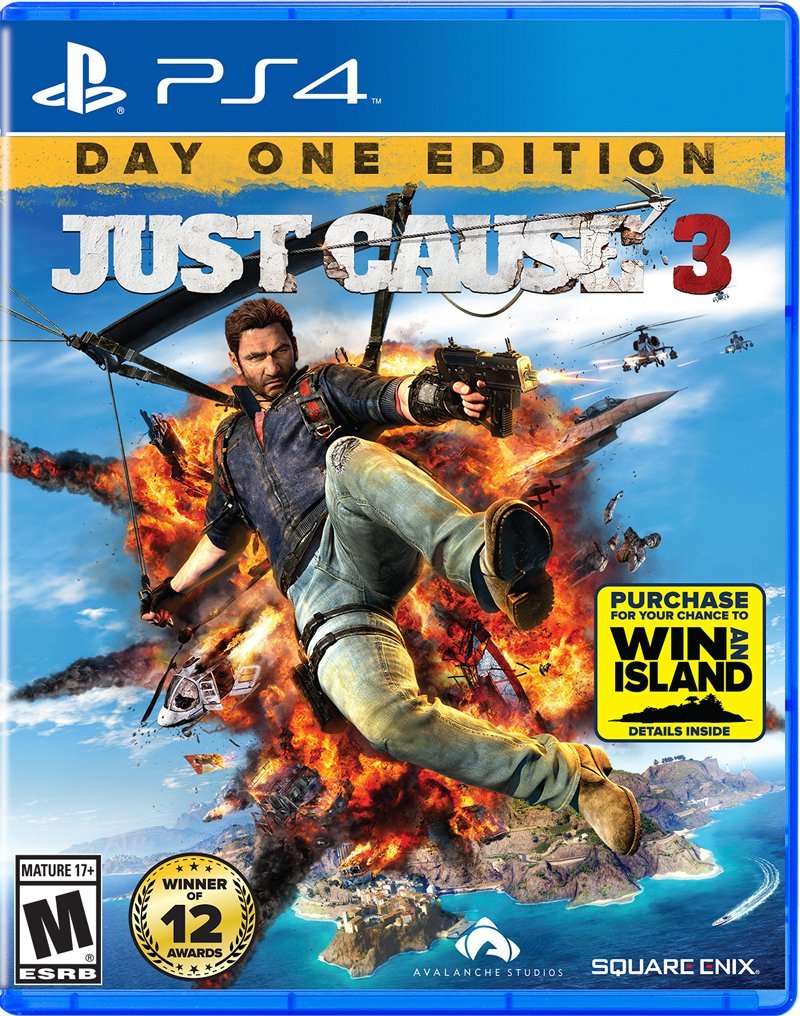 PS4™
DAY ONE EDITION
JUST CAUSE 3
PURCHASE
FOR YOUR CHANCE TO
WIN AN
ISLAND
DETAILS INSIDE
MATURE 17+
M
®
ESRB
WINNER
OF
12
AWARDS
AVALANCHE STUDIOS
SQUARE ENIX.